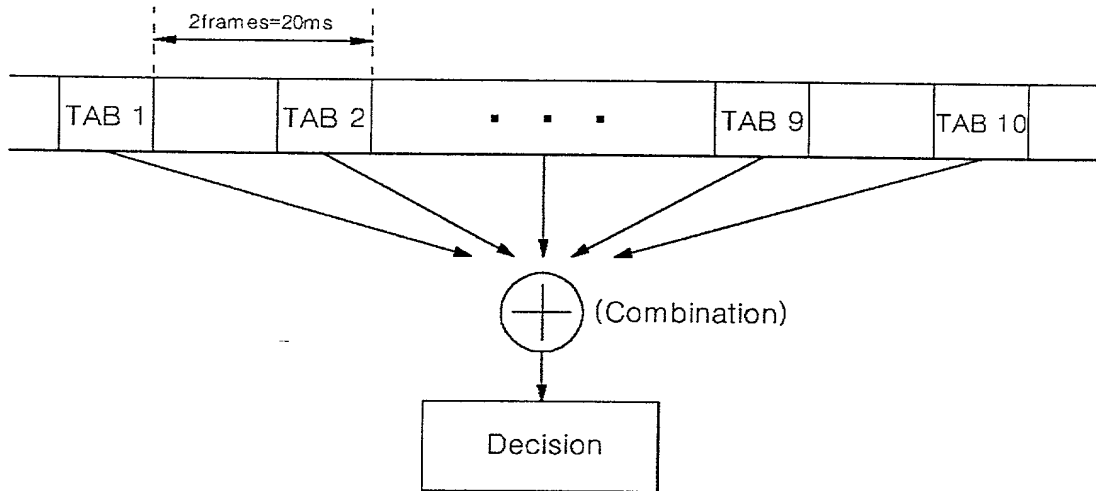 2frames=20ms
TAB 1 TAB 2 . . . TAB 9 TAB 10
(Combination)
Decision